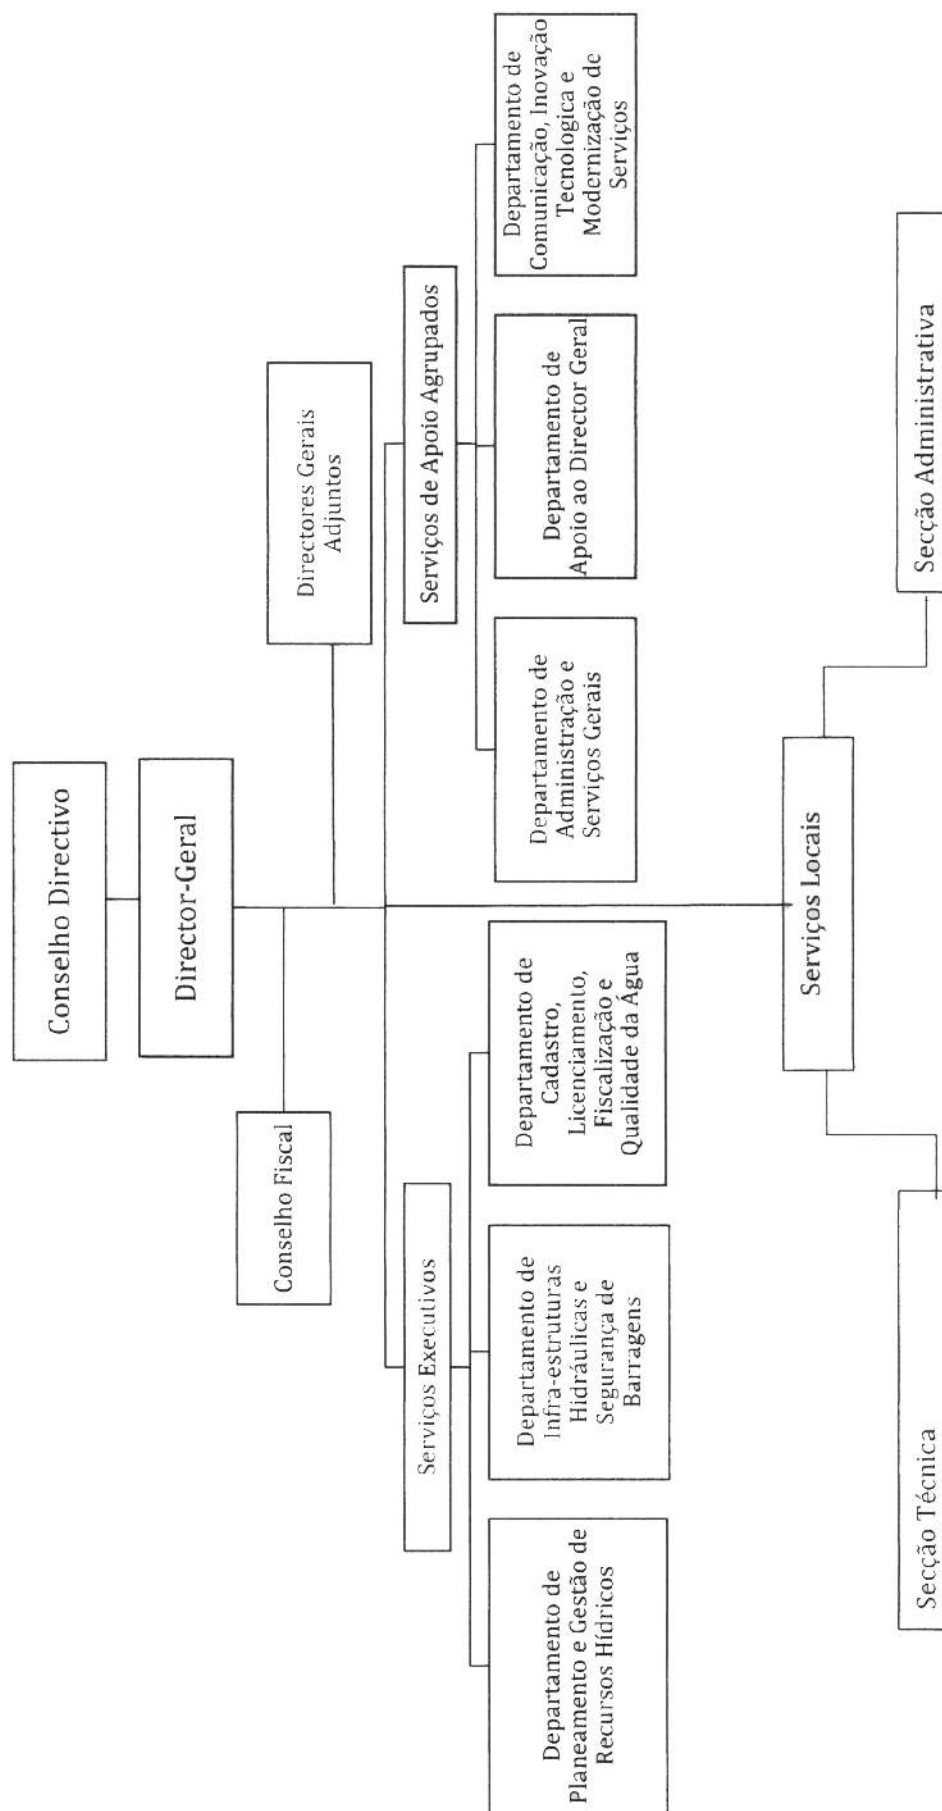 Conselho Directivo
Director-Geral
Conselho Fiscal
Directores Gerais
Adjuntos
Serviços Executivos
Serviços de Apoio Agrupados
Departamento de
Planeamento e Gestão de
Recursos Hídricos
Departamento de
Infra-estruturas
Hidráulicas e
Segurança de
Barragens
Departamento de
Cadastro,
Licenciamento,
Fiscalização e
Qualidade da Água
Departamento de
Administração e
Serviços Gerais
Departamento de
Apoio ao Director Geral
Departamento de
Comunicação, Inovação
Tecnologica e
Modernização de
Serviços
Serviços Locais
Secção Técnica
Secção Administrativa